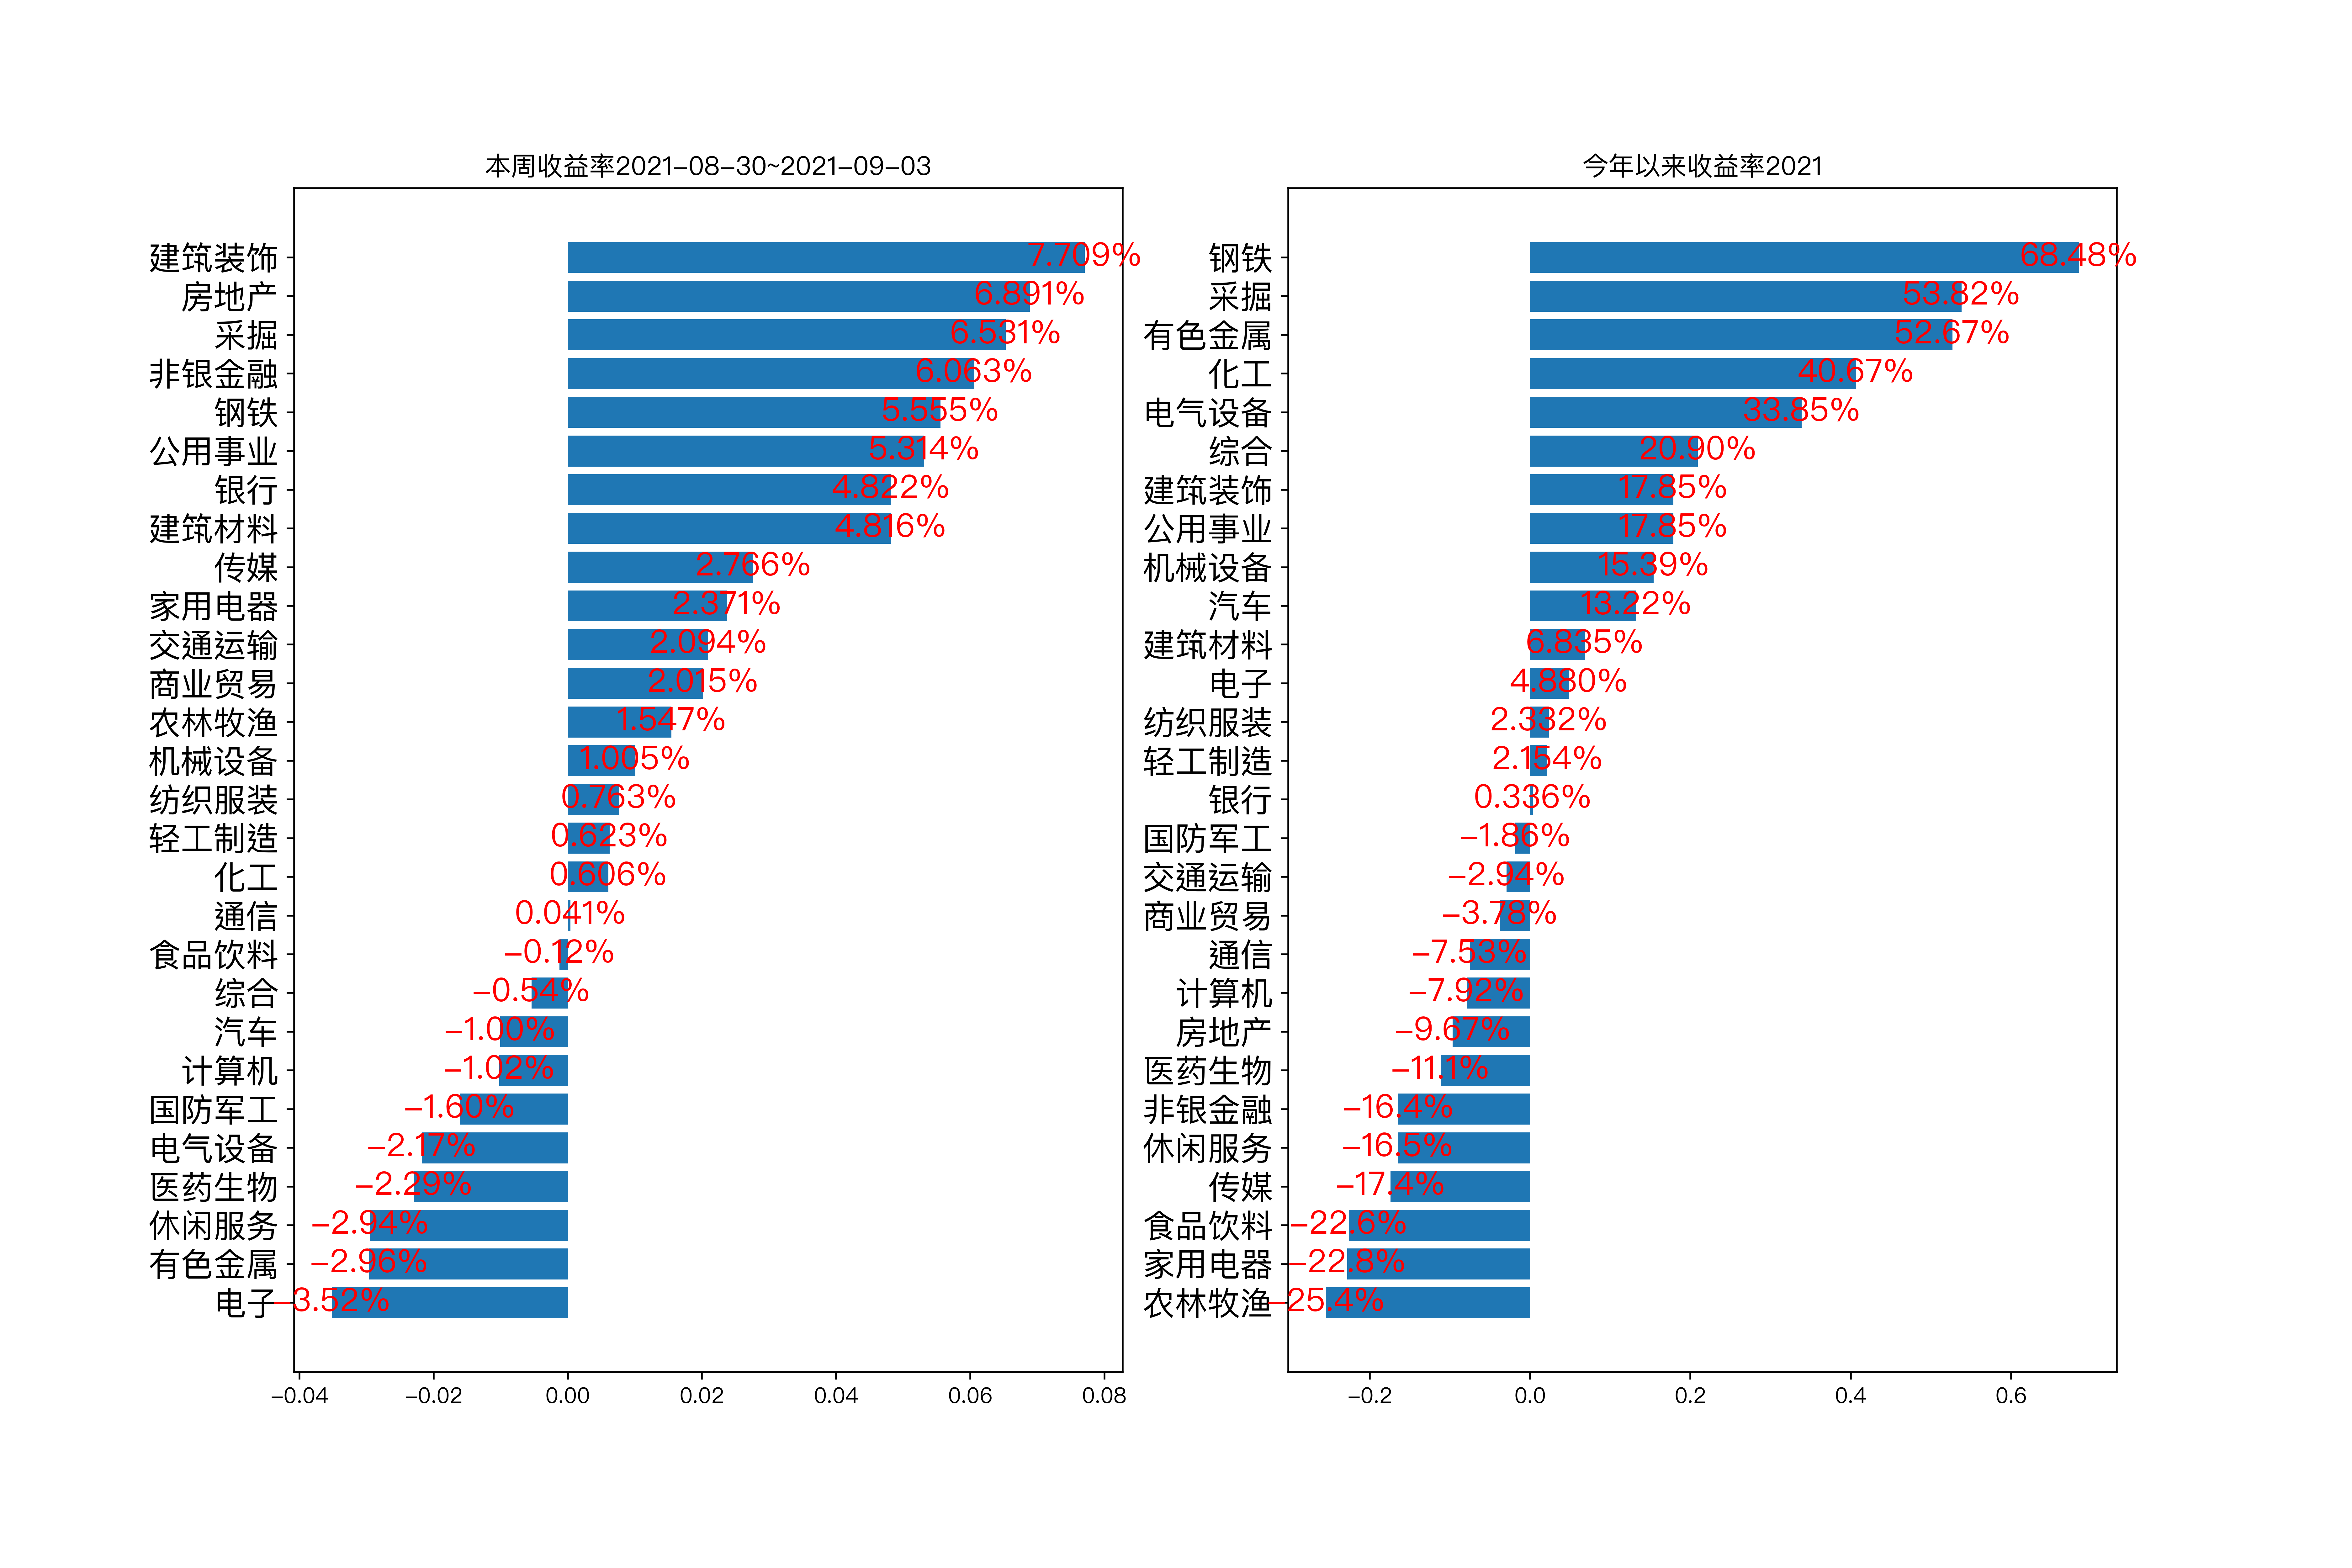 本周收益率2021-08-30~2021-09-03
建筑装饰 7.709%
房地产 6.891%
采掘 6.531%
非银金融 6.063%
钢铁 5.555%
公用事业 5.314%
银行 4.822%
建筑材料 4.816%
传媒 2.766%
家用电器 2.371%
交通运输 2.094%
商业贸易 2.015%
农林牧渔 1.547%
机械设备 1.005%
纺织服装 0.763%
轻工制造 0.623%
化工 0.606%
通信 0.041%
食品饮料 -0.12%
综合 -0.54%
汽车 -1.00%
计算机 -1.02%
国防军工 -1.60%
电气设备 -2.17%
医药生物 -2.29%
休闲服务 -2.94%
有色金属 -2.96%
电子 -3.52%
-0.04 -0.02 0.00 0.02 0.04 0.06 0.08
今年以来收益率2021
钢铁 68.48%
采掘 53.82%
有色金属 52.67%
化工 40.67%
电气设备 33.85%
综合 20.90%
建筑装饰 17.85%
公用事业 17.85%
机械设备 15.39%
汽车 13.22%
建筑材料 6.835%
电子 4.880%
纺织服装 2.332%
轻工制造 2.154%
银行 0.336%
国防军工 -1.86%
交通运输 -2.94%
商业贸易 -3.78%
通信 -7.53%
计算机 -7.92%
房地产 -9.67%
医药生物 -11.1%
非银金融 -16.4%
休闲服务 -16.5%
传媒 -17.4%
食品饮料 -22.6%
家用电器 -22.8%
农林牧渔 -25.4%
-0.2 0.0 0.2 0.4 0.6